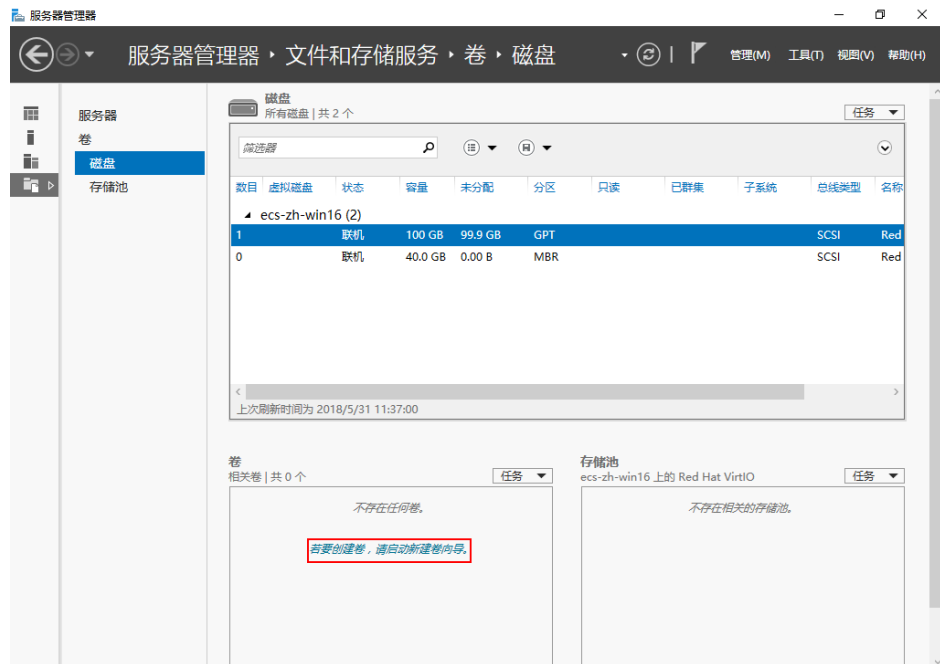 服务器管理器
服务器管理器 · 文件和存储服务 · 卷 · 磁盘
管理(M) 工具(T) 视图(V) 帮助(H)
服务器
卷
磁盘
存储池
磁盘
所有磁盘 | 共 2 个
任务
筛选器
数目 虚拟磁盘 状态 容量 未分配 分区 只读 已群集 子系统 总线类型 名称
ecs-zh-win16 (2)
1 联机 100 GB 99.9 GB GPT SCSI Red
0 联机 40.0 GB 0.00 B MBR SCSI Red
上次刷新时间为 2018/5/31 11:37:00
卷
相关卷 | 共 0 个
任务
不存在任何卷。
若要创建卷，请启动新建卷向导。
存储池
ecs-zh-win16 上的 Red Hat VirtIO
任务
不存在相关的存储池。